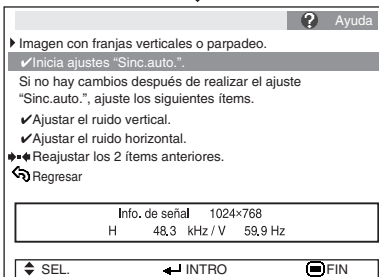 ? Ayuda
Imagen con franjas verticales o parpadeo.
✔Inicia ajustes “Sinc.auto.”.
Si no hay cambios después de realizar el ajuste
“Sinc.auto.”, ajuste los siguientes ítems.
✔Ajustar el ruido vertical.
✔Ajustar el ruido horizontal.
Reajustar los 2 ítems anteriores.
Regresar
Info. de señal 1024×768
H 48.3 kHz / V 59.9 Hz
SEL. INTRO FIN